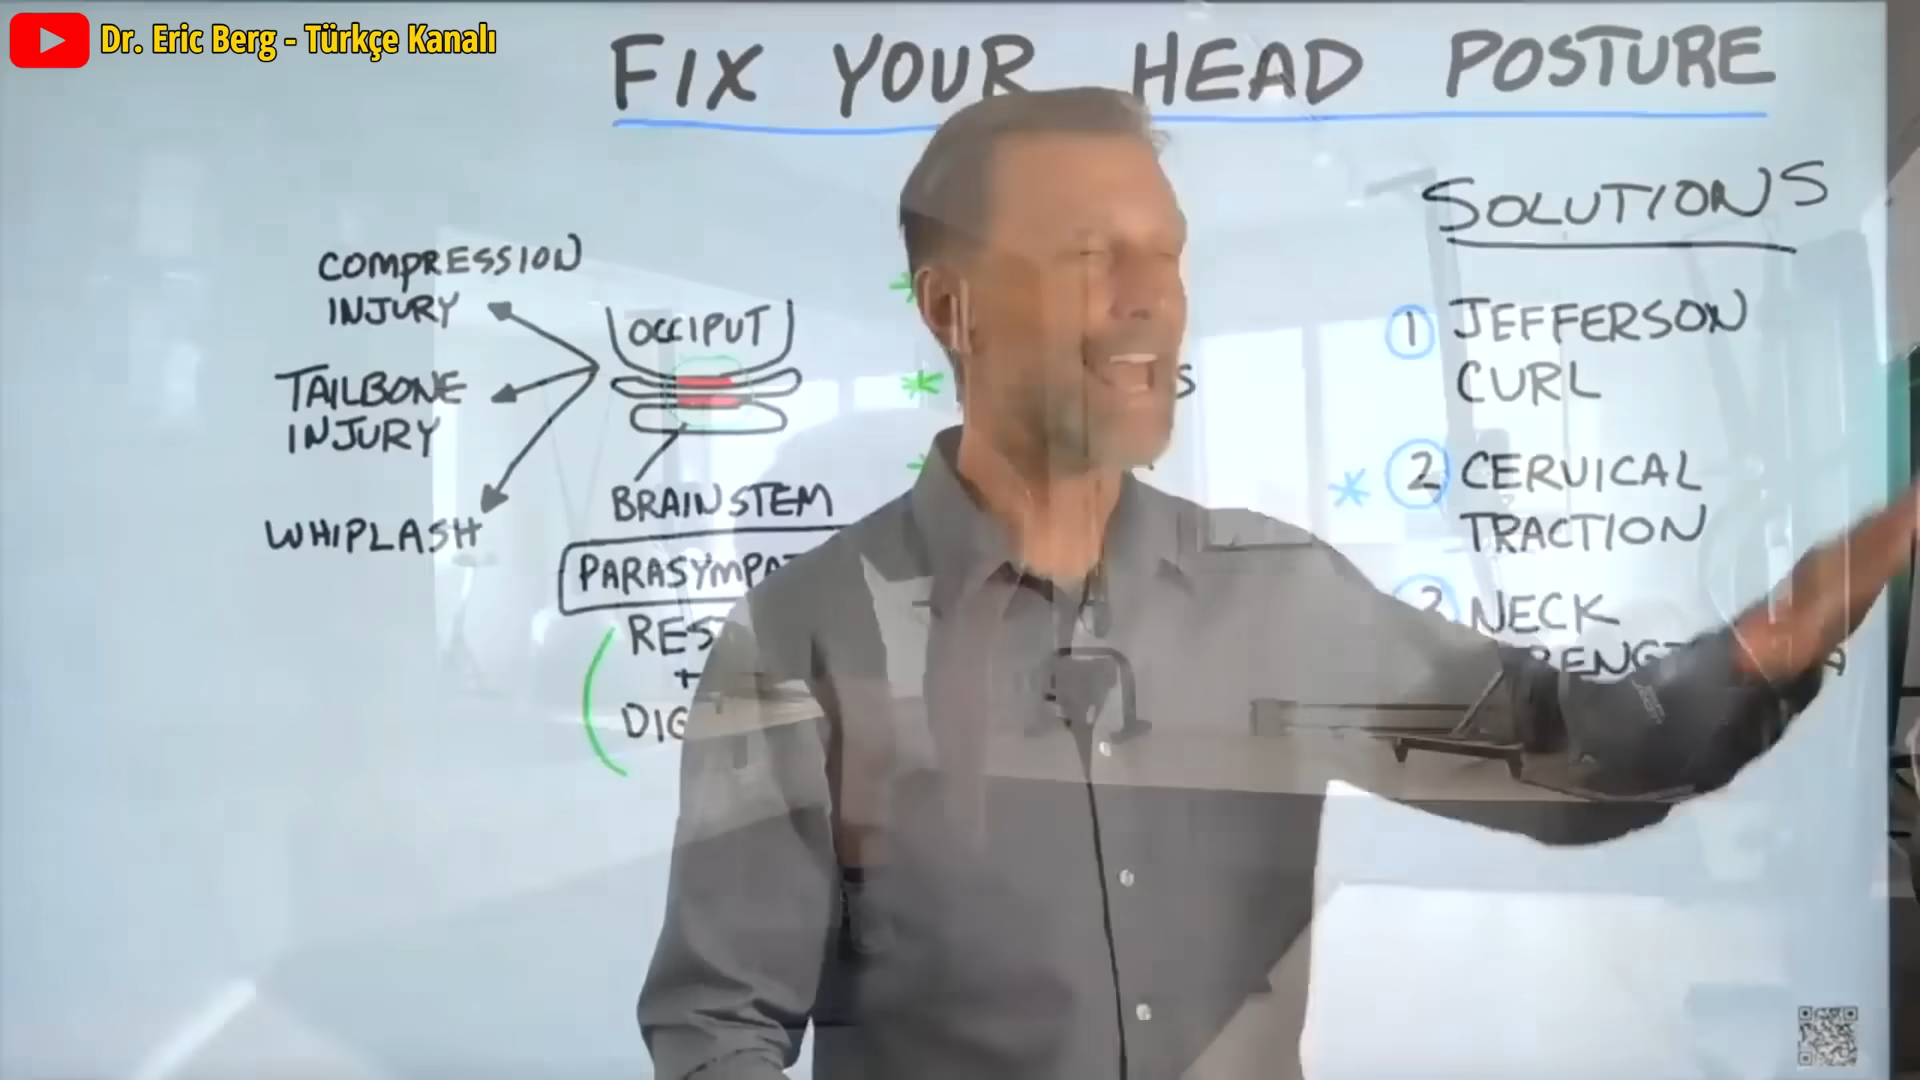 Dr. Eric Berg - Türkçe Kanalı
FIX YOUR HEAD POSTURE
COMPRESSION
INJURY
TAILBONE
INJURY
WHIPLASH
OCCIPUT
BRAINSTEM
SOLUTIONS
1 JEFFERSON
CURL
* 2 CERVICAL
TRACTION
NECK